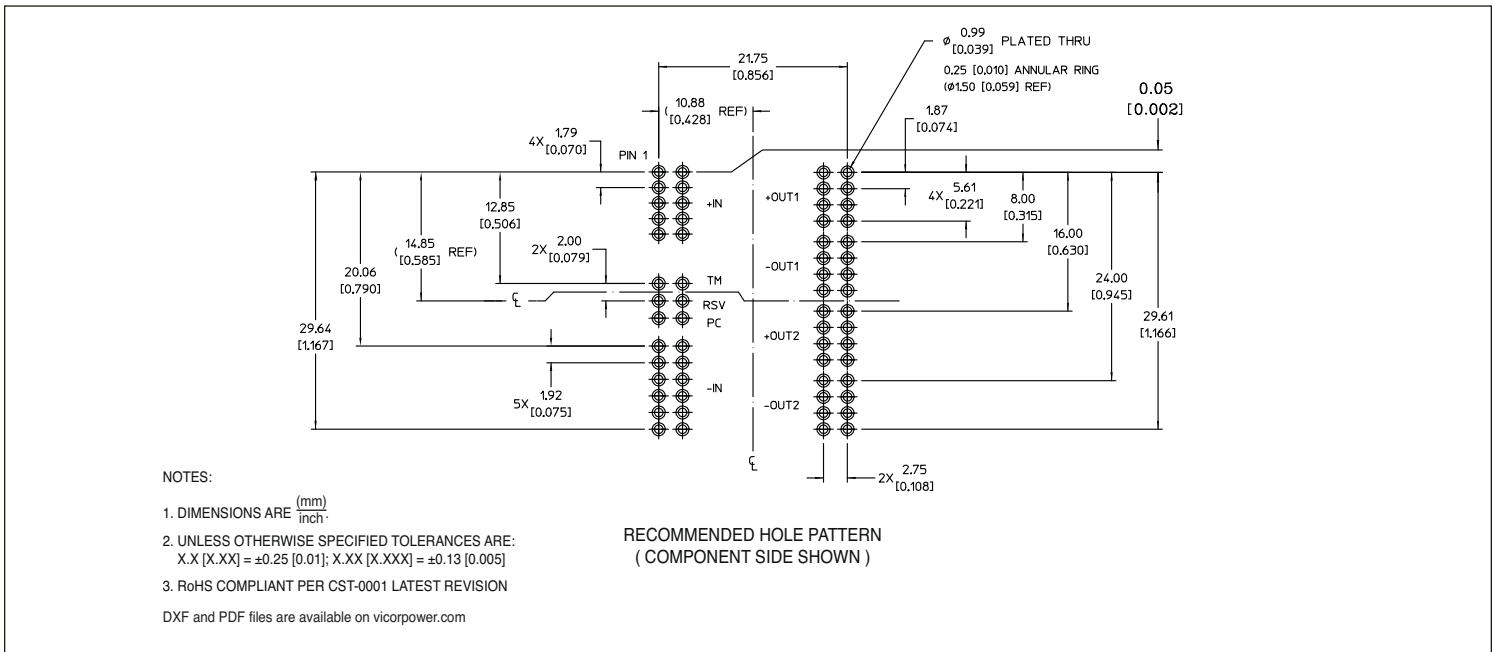 ø 0.99 [0.039] PLATED THRU
0.25 [0.010] ANNULAR RING
(ø1.50 [0.059] REF)
21.75
[0.856]
( 10.88 [0.428] REF)
0.05
[0.002]
1.87
[0.074]
4X 1.79 [0.070]
PIN 1
+IN
+OUT1
4X 5.61 [0.221]
8.00
[0.315]
12.85
[0.506]
16.00
[0.630]
( 14.85 [0.585] REF)
2X 2.00 [0.079]
-OUT1
20.06
[0.790]
TM
24.00
[0.945]
RSV
PC
29.64
[1.167]
+OUT2
29.61
[1.166]
5X 1.92 [0.075]
-IN
-OUT2
2X 2.75 [0.108]
NOTES:
1. DIMENSIONS ARE (mm)/inch.
2. UNLESS OTHERWISE SPECIFIED TOLERANCES ARE:
X.X [X.XX] = ±0.25 [0.01]; X.XX [X.XXX] = ±0.13 [0.005]
3. RoHS COMPLIANT PER CST-0001 LATEST REVISION
DXF and PDF files are available on vicorpower.com
RECOMMENDED HOLE PATTERN
( COMPONENT SIDE SHOWN )